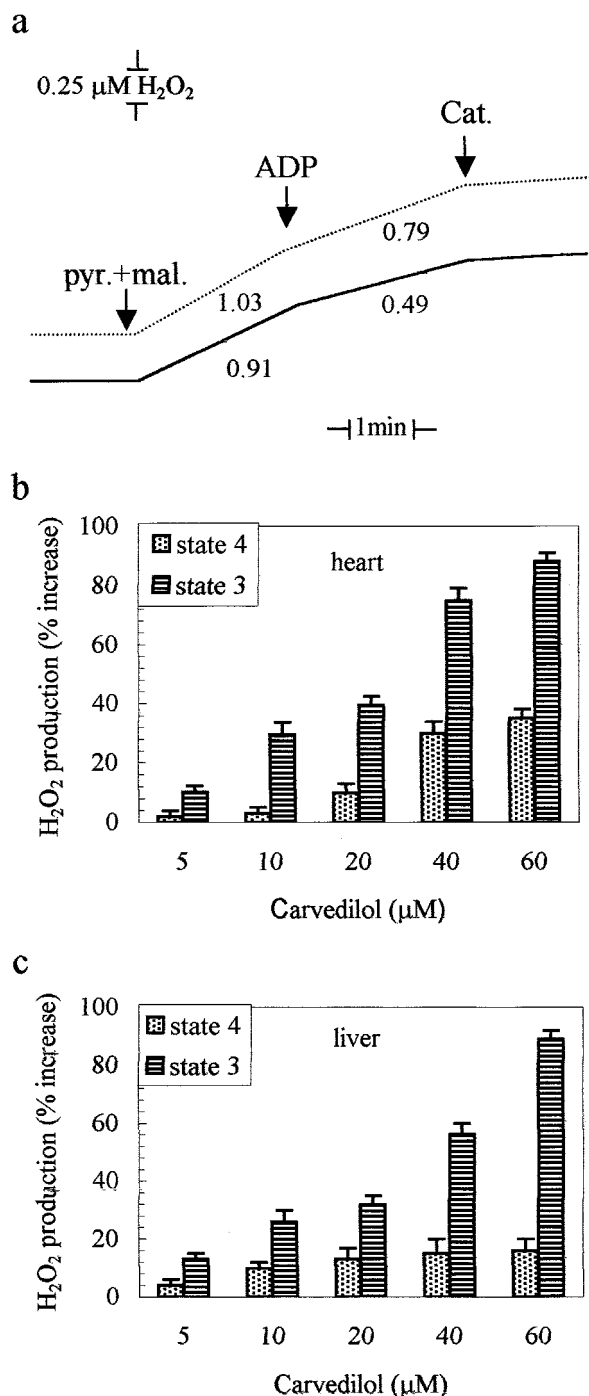 a
0.25 µM H₂O₂
Cat.
ADP
0.79
pyr.+mal.
1.03
0.49
0.91
1min
b
H₂O₂ production (% increase)
100
80
60
40
20
0
state 4
state 3
heart
5 10 20 40 60
Carvedilol (µM)
c
H₂O₂ production (% increase)
100
80
60
40
20
0
state 4
state 3
liver
5 10 20 40 60
Carvedilol (µM)